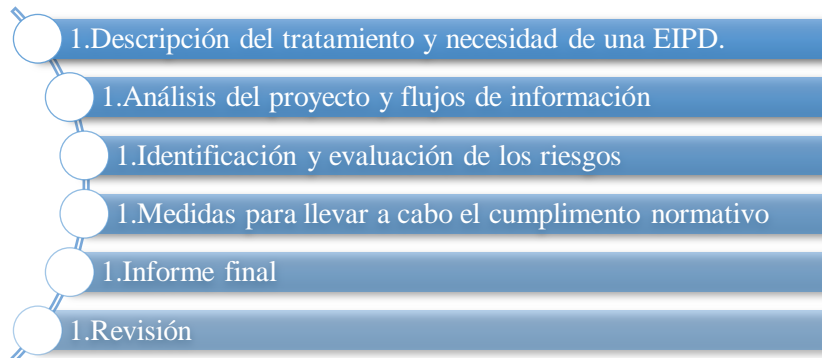 1.Descripción del tratamiento y necesidad de una EIPD.
1.Análisis del proyecto y flujos de información
1.Identificación y evaluación de los riesgos
1.Medidas para llevar a cabo el cumplimento normativo
1.Informe final
1.Revisión